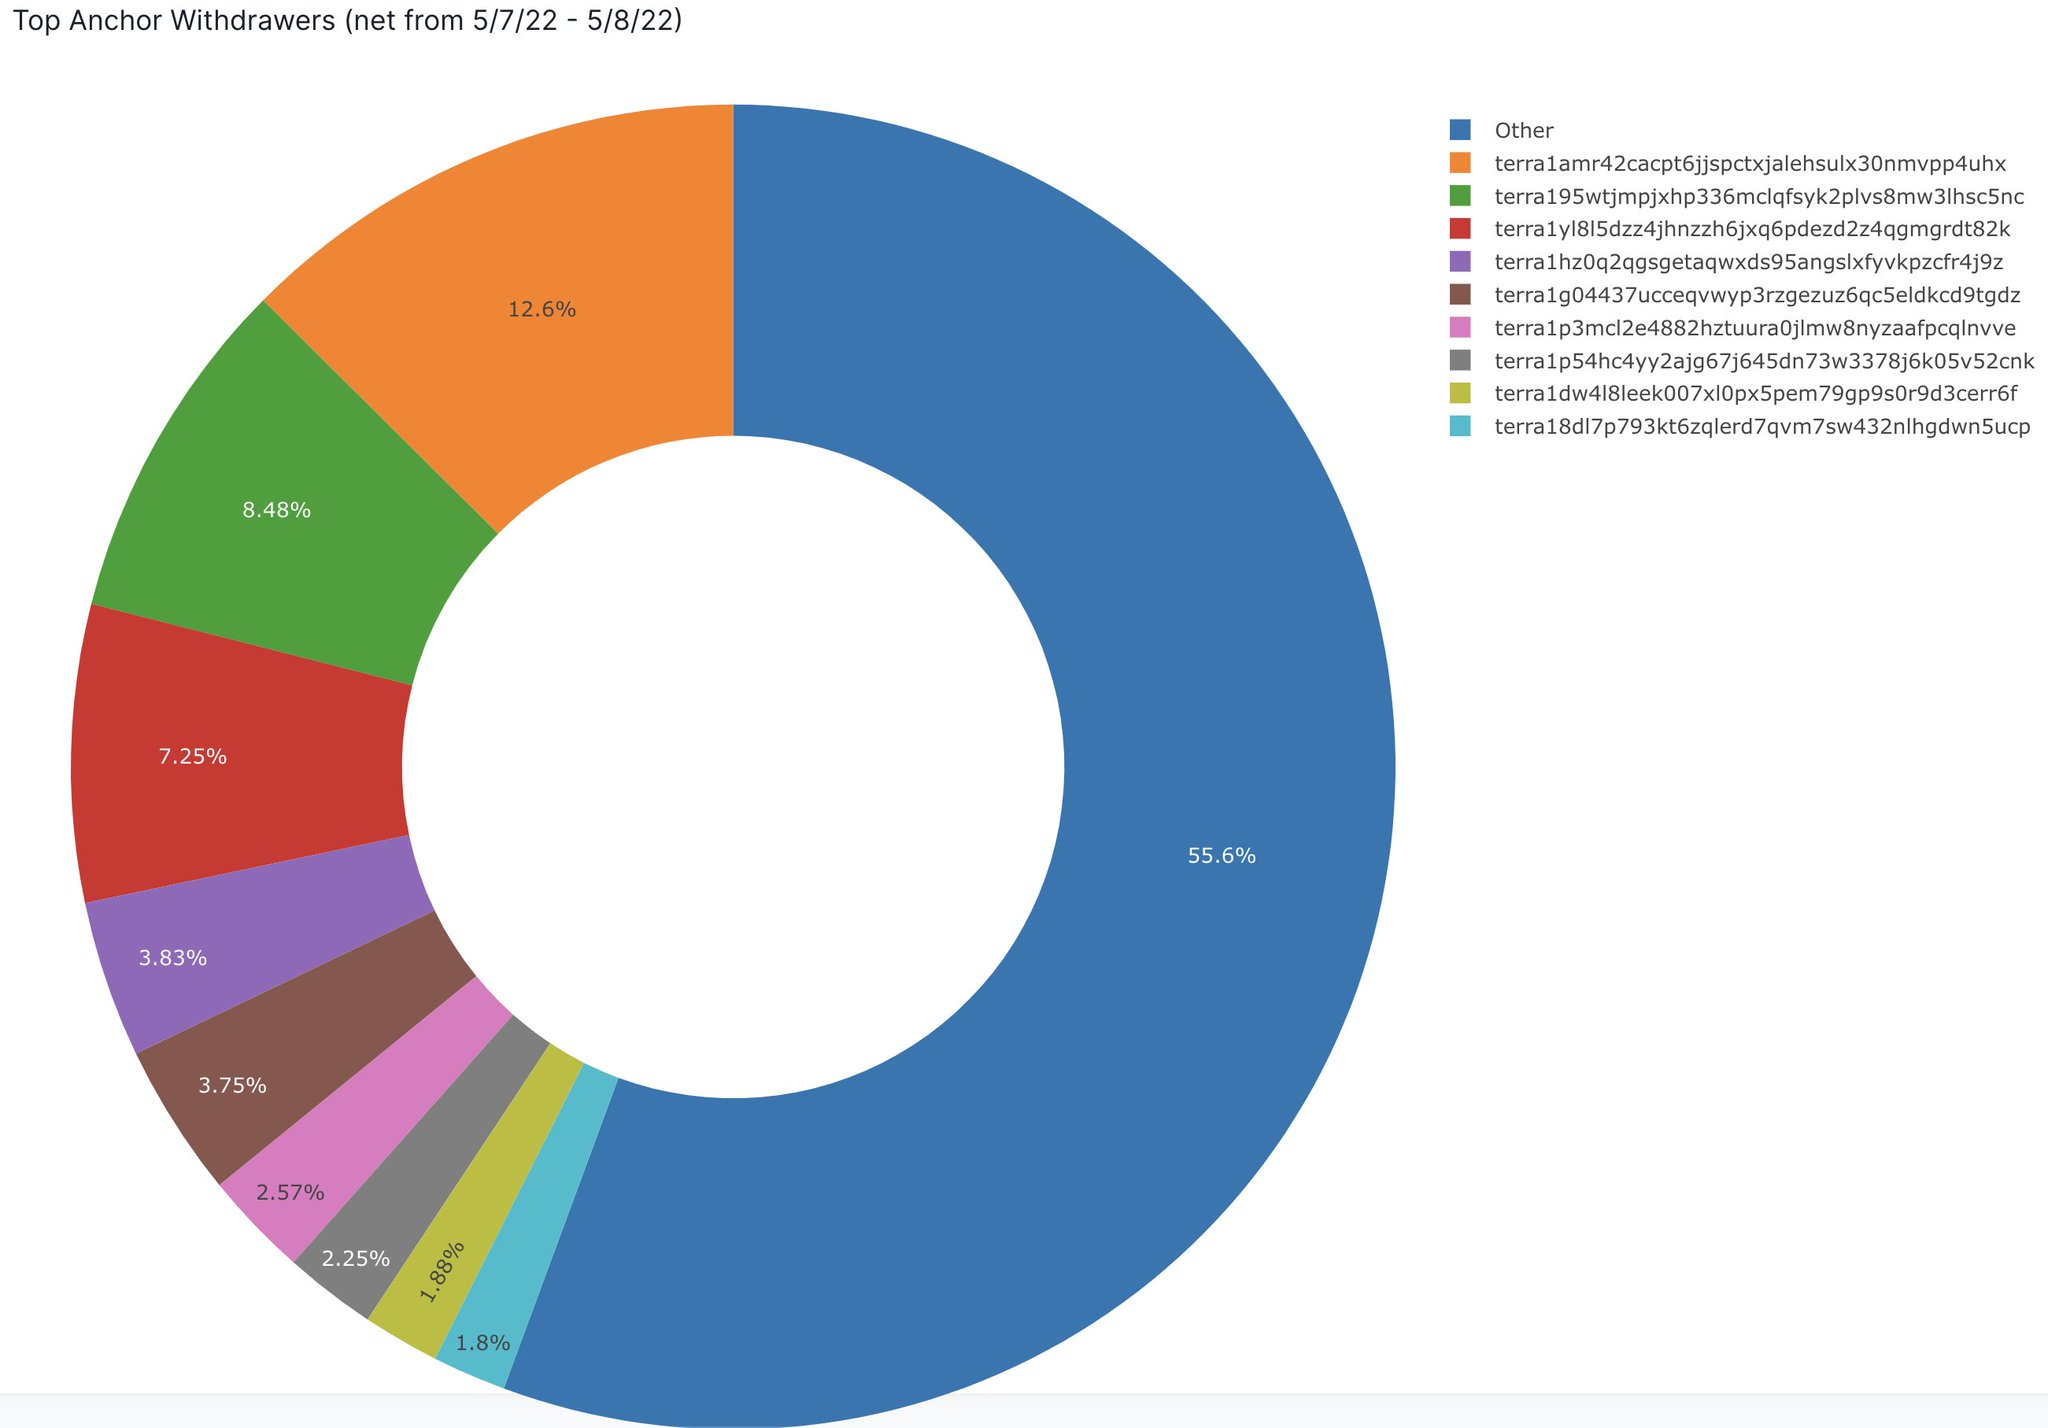 Top Anchor Withdrawers (net from 5/7/22 - 5/8/22)
Other
terra1amr42cacpt6jjspctxjalehsulx30nmvpp4uhx
terra195wtjmpjxhp336mclqfsyk2plvs8mw3lhsc5nc
terra1yl8l5dzz4jhnzzh6jxq6pdezd2z4qgmgrdt82k
terra1hz0q2qgsgetaqwxds95angslxfyvkpzcfr4j9z
terra1g04437ucceqvwyp3rzgezuz6qc5eldkcd9tgdz
terra1p3mcl2e4882hztuura0jlmw8nyzaafpcqlnvve
terra1p54hc4yy2ajg67j645dn73w3378j6k05v52cnk
terra1dw4l8leek007xl0px5pem79gp9s0r9d3cerr6f
terra18dl7p793kt6zqlerd7qvm7sw432nlhgdwn5ucp
12.6%
8.48%
7.25%
55.6%
3.83%
3.75%
2.57%
2.25%
1.88%
1.8%